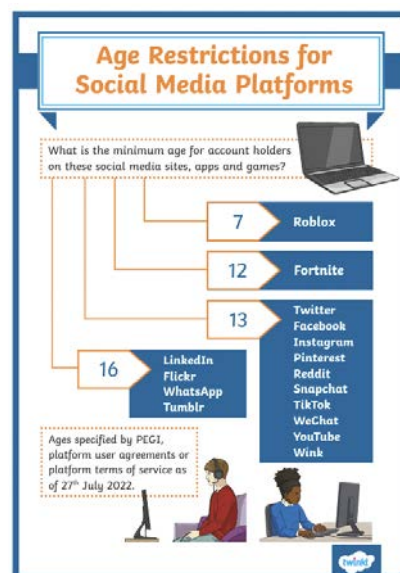 Age Restrictions for
Social Media Platforms
What is the minimum age for account holders
on these social media sites, apps and games?
7
Roblox
12
Fortnite
13
Twitter
Facebook
Instagram
Pinterest
Reddit
Snapchat
TikTok
WeChat
YouTube
Wink
16
LinkedIn
Flickr
WhatsApp
Tumblr
Ages specified by PEGI,
platform user agreements or
platform terms of service as
of 27th July 2022.
twinkl